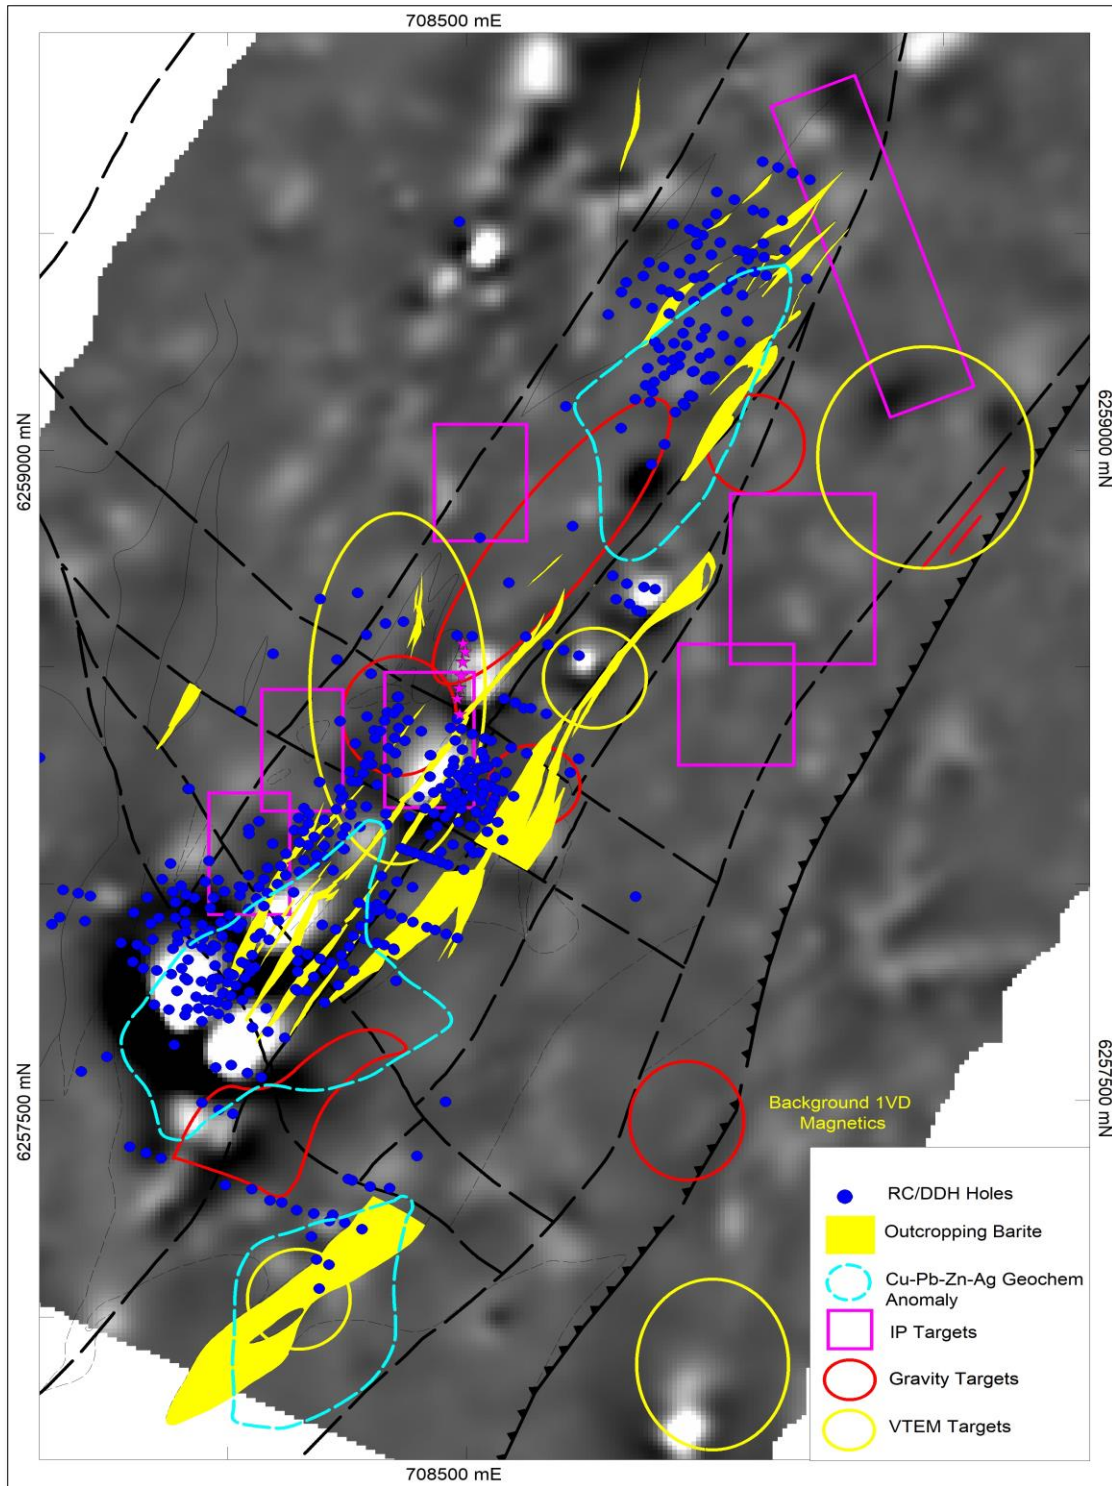 708500 mE
6259000 mN
6259000 mN
6257500 mN
6257500 mN
Background 1VD
Magnetics
RC/DDH Holes
Outcropping Barite
Cu-Pb-Zn-Ag Geochem
Anomaly
IP Targets
Gravity Targets
VTEM Targets
708500 mE